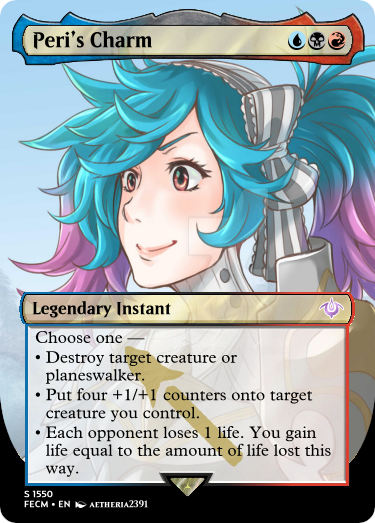 Peri's Charm
Legendary Instant
Choose one —
• Destroy target creature or
planeswalker.
• Put four +1/+1 counters onto target
creature you control.
• Each opponent loses 1 life. You gain
life equal to the amount of life lost this
way.
S 1550
FECM • EN AETHERIA2391